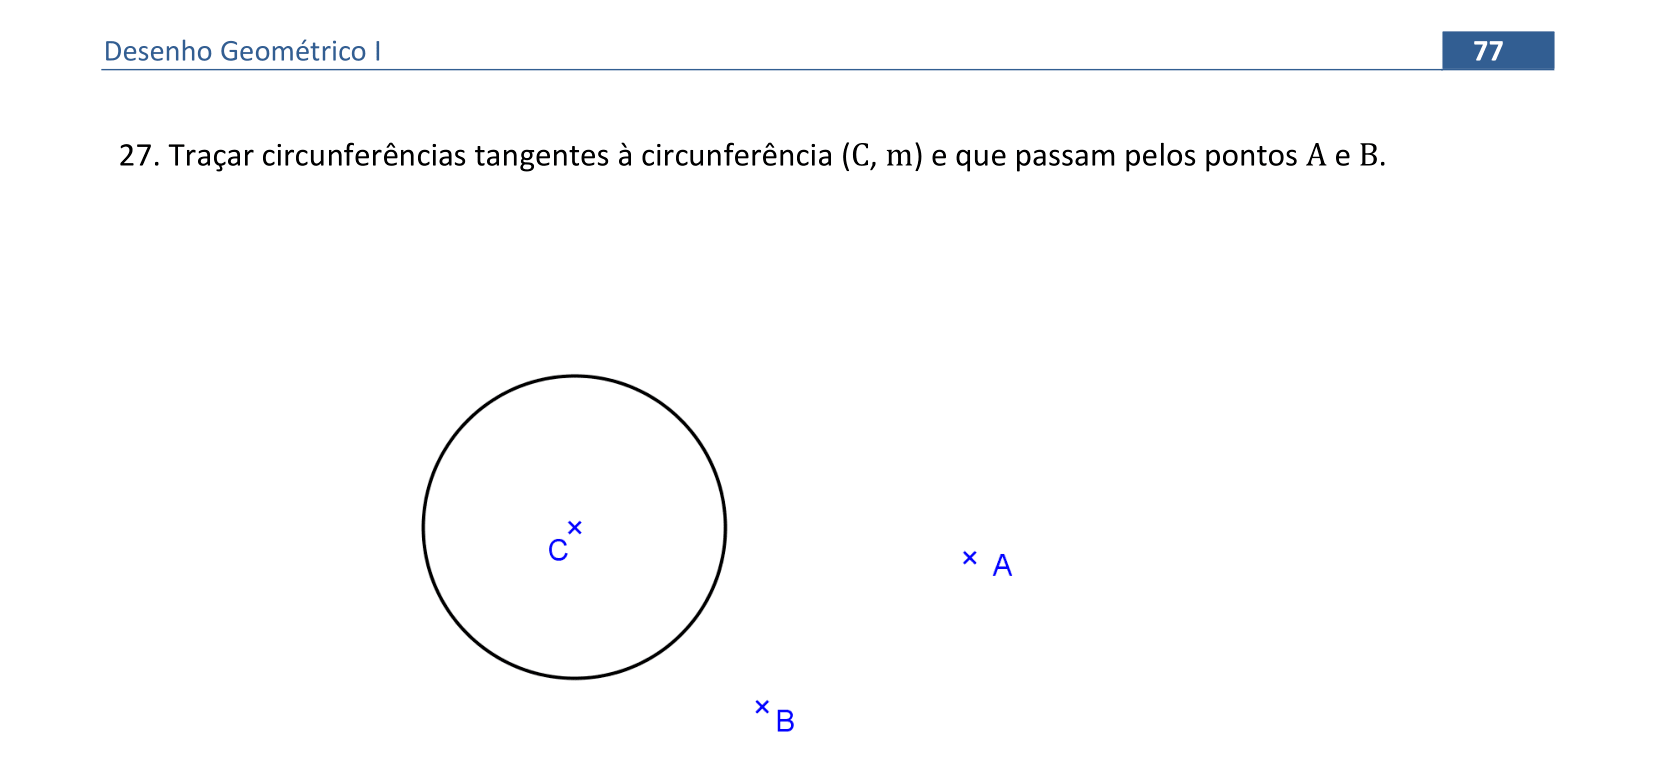 Desenho Geométrico I 77
27. Traçar circunferências tangentes à circunferência (C, m) e que passam pelos pontos A e B.
C
A
B